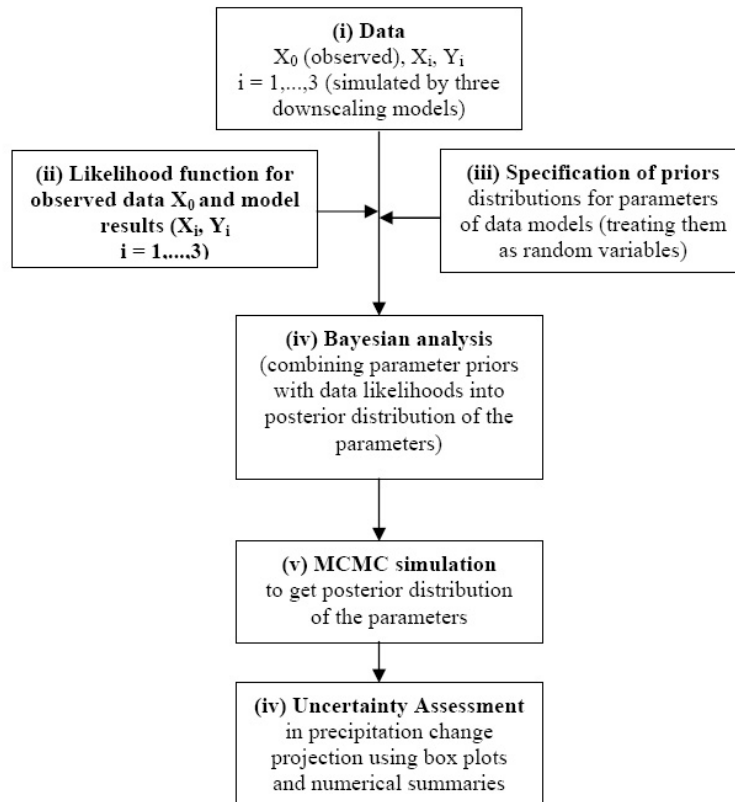 (i) Data
X₀ (observed), Xᵢ, Yᵢ
i = 1,...,3 (simulated by three
downscaling models)
(ii) Likelihood function for
observed data X₀ and model
results (Xᵢ, Yᵢ
i = 1,...,3)
(iii) Specification of priors
distributions for parameters
of data models (treating them
as random variables)
(iv) Bayesian analysis
(combining parameter priors
with data likelihoods into
posterior distribution of the
parameters)
(v) MCMC simulation
to get posterior distribution
of the parameters
(iv) Uncertainty Assessment
in precipitation change
projection using box plots
and numerical summaries